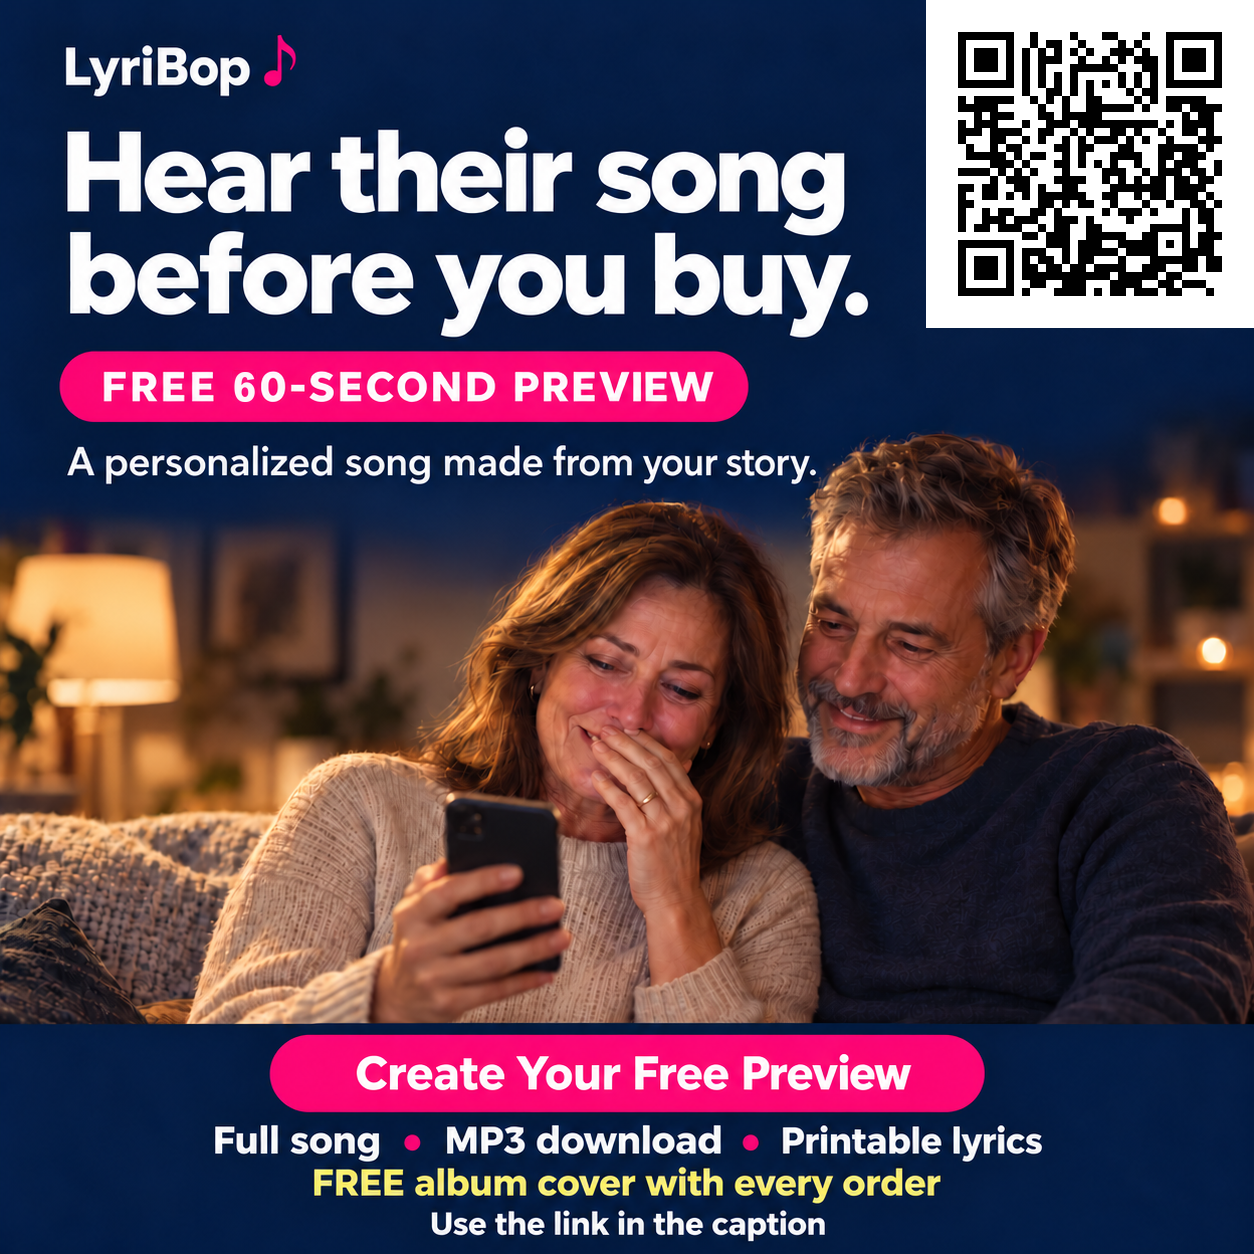 LyriBop
Hear their song
before you buy.
FREE 60-SECOND PREVIEW
A personalized song made from your story.
Create Your Free Preview
Full song • MP3 download • Printable lyrics
FREE album cover with every order
Use the link in the caption